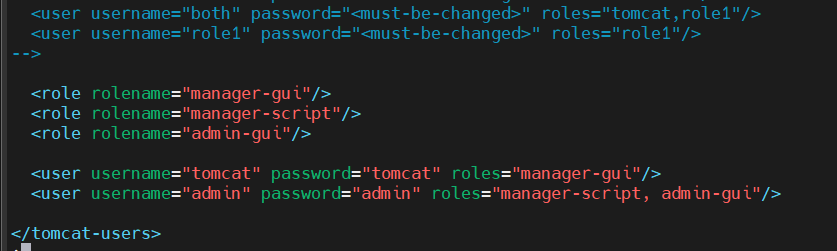 <user username="both" password="<must-be-changed>" roles="tomcat,role1"/>
<user username="role1" password="<must-be-changed>" roles="role1"/>
-->
<role rolename="manager-gui"/>
<role rolename="manager-script"/>
<role rolename="admin-gui"/>
<user username="tomcat" password="tomcat" roles="manager-gui"/>
<user username="admin" password="admin" roles="manager-script, admin-gui"/>
</tomcat-users>